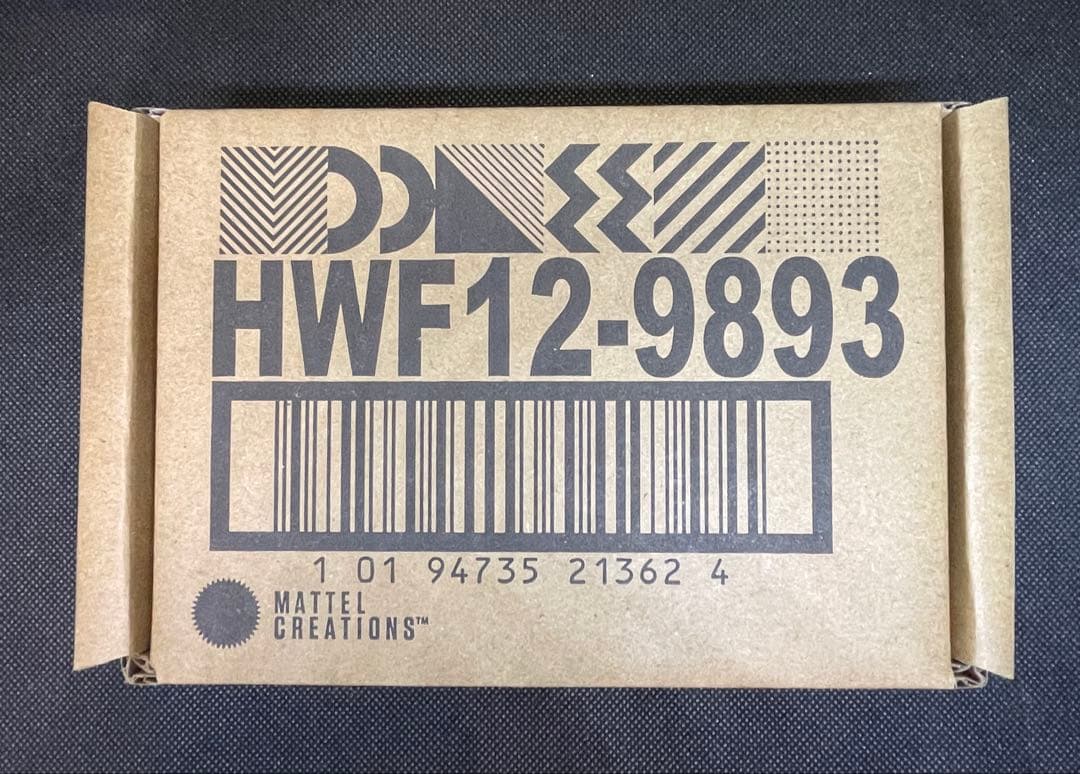 HWF12-9893
1 01 94735 21362 4
MATTEL
CREATIONS™